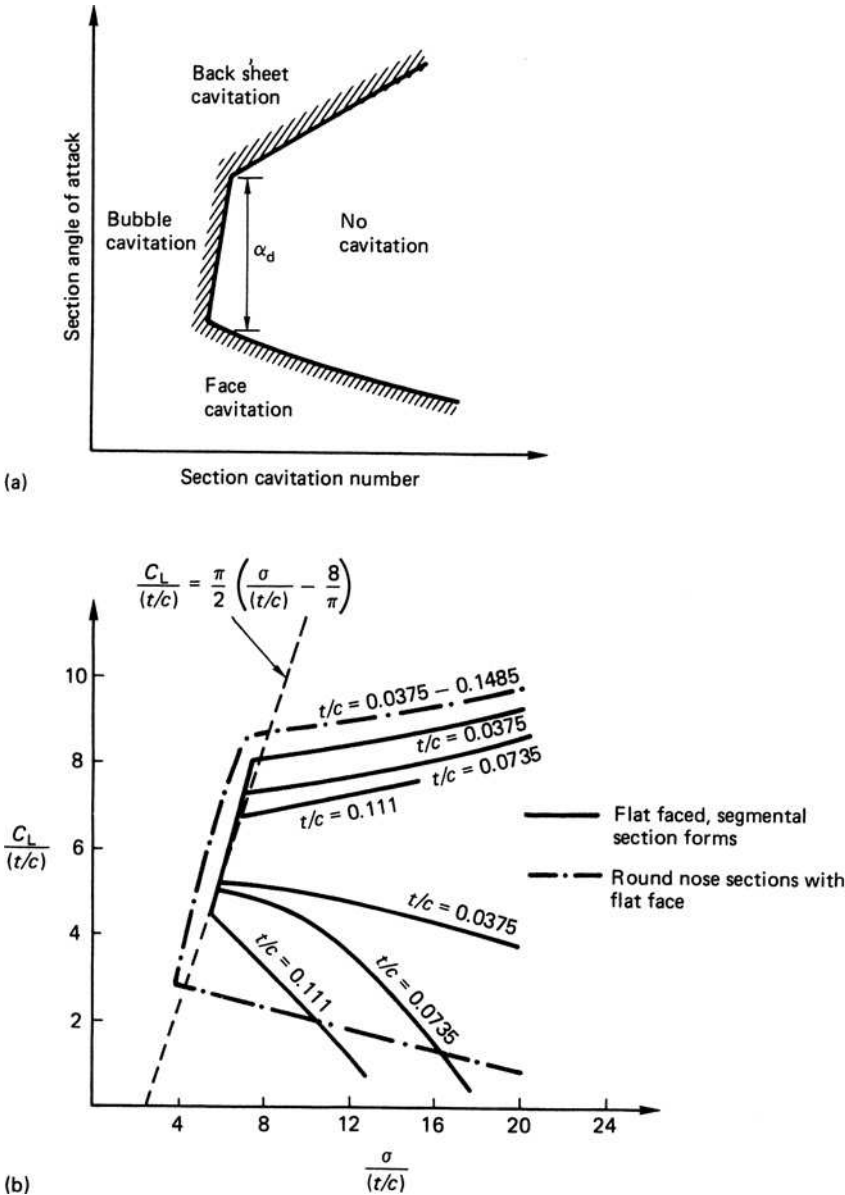 Back sheet
cavitation
Bubble
cavitation
α_d
No
cavitation
Face
cavitation
Section angle of attack
Section cavitation number
(a)
C_L/(t/c) = π/2 (σ/(t/c) − 8/π)
10
8
6
4
2
C_L/(t/c)
t/c = 0.0375 – 0.1485
t/c = 0.0375
t/c = 0.0735
t/c = 0.111
t/c = 0.0375
t/c = 0.111
t/c = 0.0735
Flat faced, segmental
section forms
Round nose sections with
flat face
4 8 12 16 20 24
σ/(t/c)
(b)